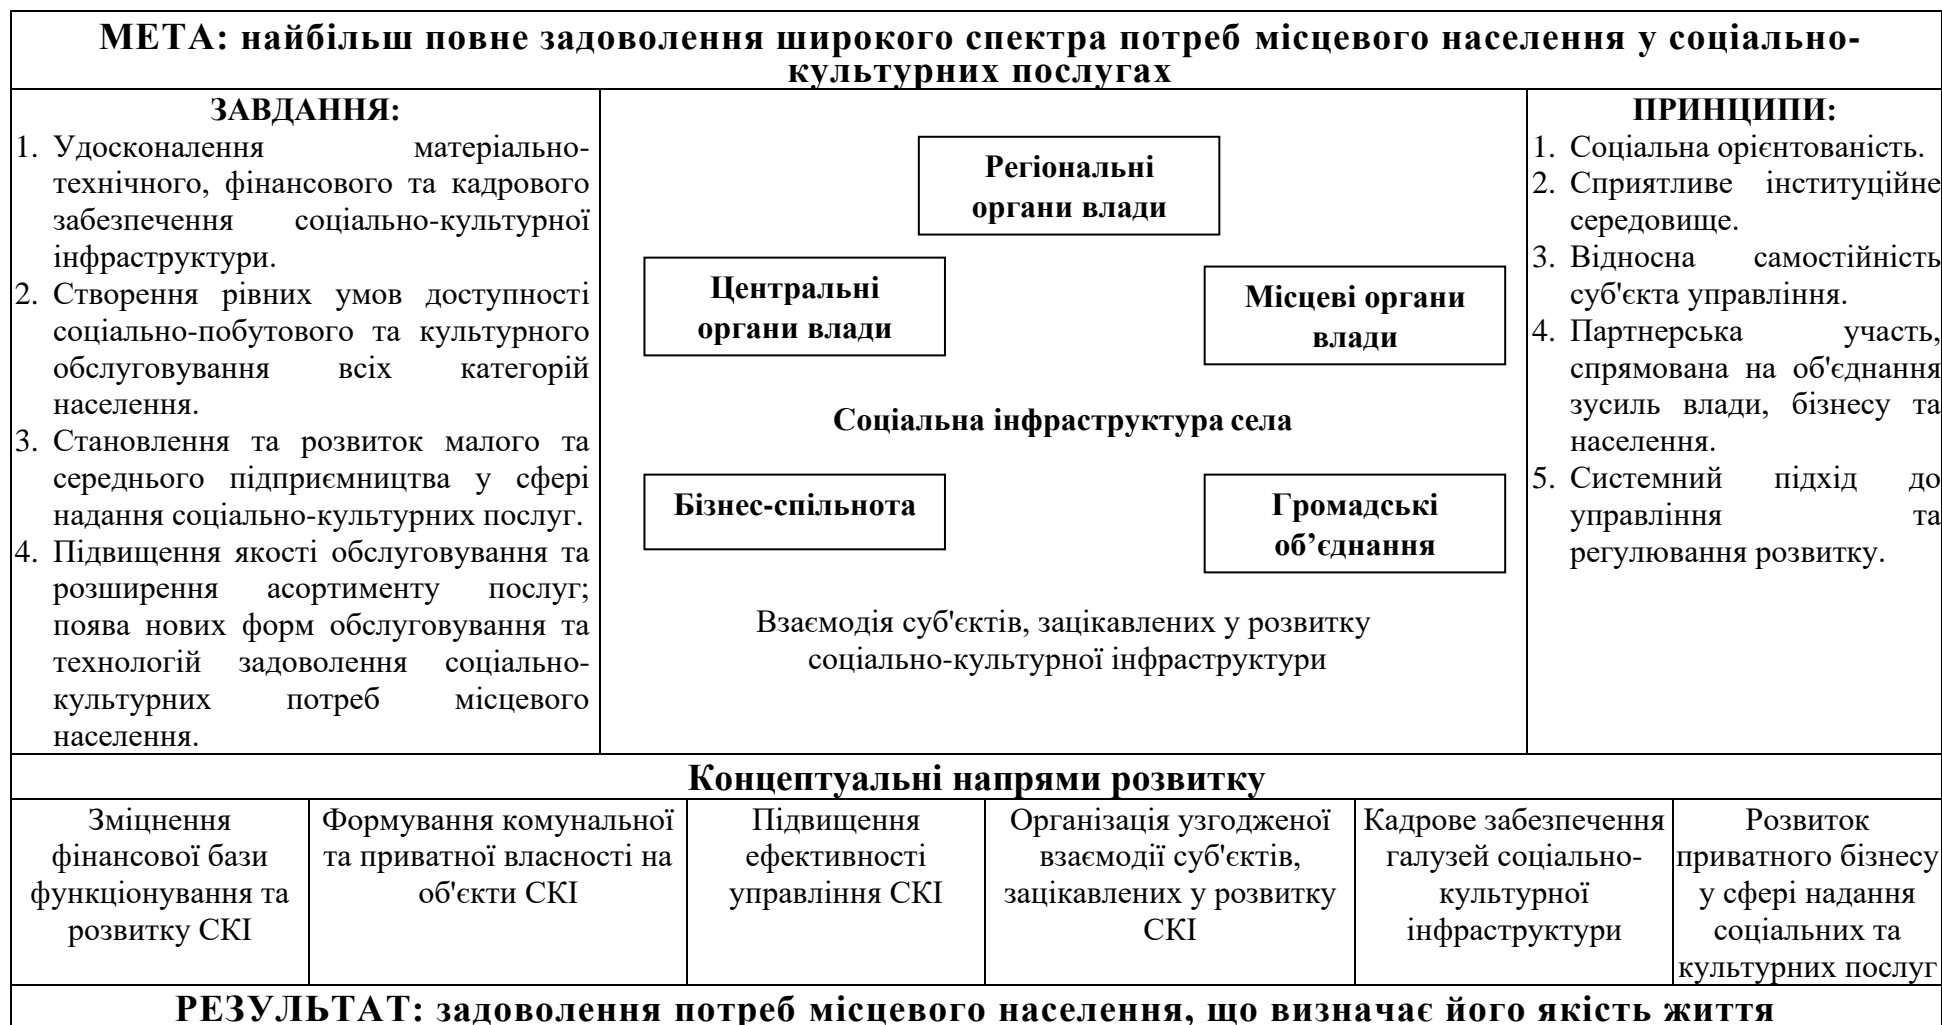 МЕТА: найбільш повне задоволення широкого спектра потреб місцевого населення у соціально-
культурних послугах
ЗАВДАННЯ:
1. Удосконалення матеріально-
технічного, фінансового та кадрового
забезпечення соціально-культурної
інфраструктури.
2. Створення рівних умов доступності
соціально-побутового та культурного
обслуговування всіх категорій
населення.
3. Становлення та розвиток малого та
середнього підприємництва у сфері
надання соціально-культурних послуг.
4. Підвищення якості обслуговування та
розширення асортименту послуг;
поява нових форм обслуговування та
технологій задоволення соціально-
культурних потреб місцевого
населення.
Регіональні
органи влади
Центральні
органи влади
Місцеві органи
влади
Соціальна інфраструктура села
Бізнес-спільнота
Громадські
об’єднання
Взаємодія суб'єктів, зацікавлених у розвитку
соціально-культурної інфраструктури
ПРИНЦИПИ:
1. Соціальна орієнтованість.
2. Сприятливе інституційне
середовище.
3. Відносна самостійність
суб'єкта управління.
4. Партнерська участь,
спрямована на об'єднання
зусиль влади, бізнесу та
населення.
5. Системний підхід до
управління та
регулювання розвитку.
Концептуальні напрями розвитку
Зміцнення
фінансової бази
функціонування та
розвитку СКІ
Формування комунальної
та приватної власності на
об'єкти СКІ
Підвищення
ефективності
управління СКІ
Організація узгодженої
взаємодії суб'єктів,
зацікавлених у розвитку
СКІ
Кадрове забезпечення
галузей соціально-
культурної
інфраструктури
Розвиток
приватного бізнесу
у сфері надання
соціальних та
культурних послуг
РЕЗУЛЬТАТ: задоволення потреб місцевого населення, що визначає його якість життя